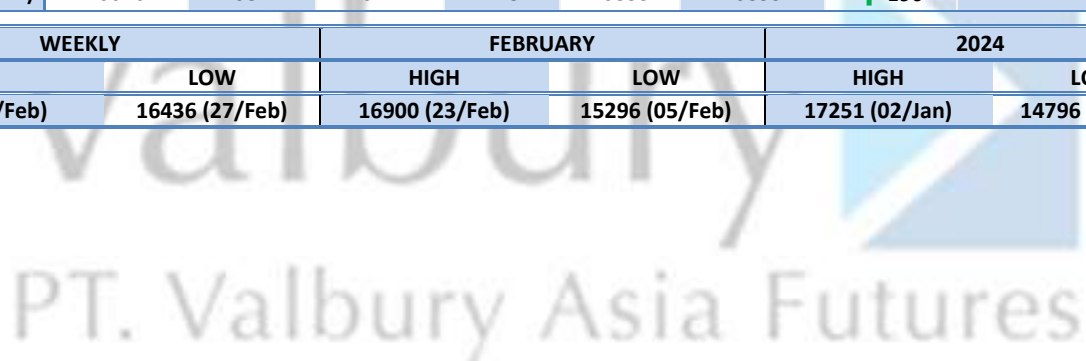 WEEKLY FEBRUARY 2024
LOW HIGH LOW HIGH
/Feb) 16436 (27/Feb) 16900 (23/Feb) 15296 (05/Feb) 17251 (02/Jan) 14796
Valbury
PT. Valbury Asia Futures